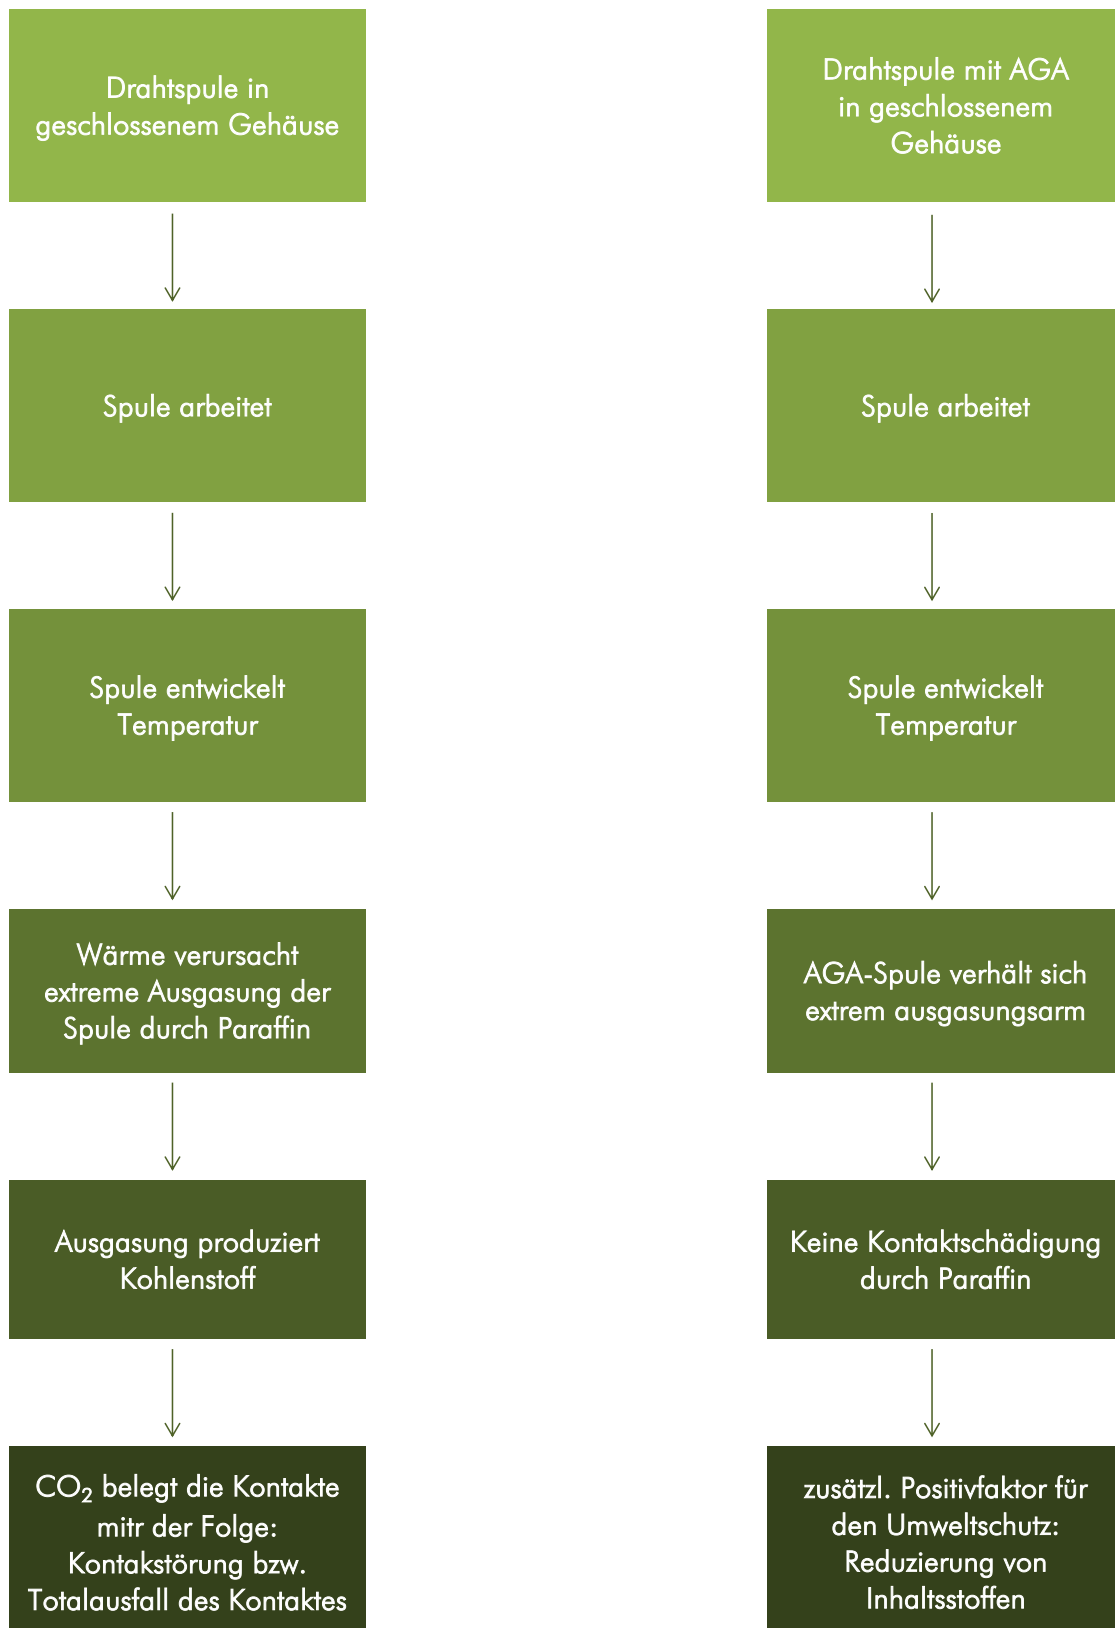 Drahtspule in
geschlossenem Gehäuse
Spule arbeitet
Spule entwickelt
Temperatur
Wärme verursacht
extreme Ausgasung der
Spule durch Paraffin
Ausgasung produziert
Kohlenstoff
CO₂ belegt die Kontakte
mitr der Folge:
Kontakstörung bzw.
Totalausfall des Kontaktes
Drahtspule mit AGA
in geschlossenem
Gehäuse
Spule arbeitet
Spule entwickelt
Temperatur
AGA-Spule verhält sich
extrem ausgasungsarm
Keine Kontaktschädigung
durch Paraffin
zusätzl. Positivfaktor für
den Umweltschutz:
Reduzierung von
Inhaltsstoffen